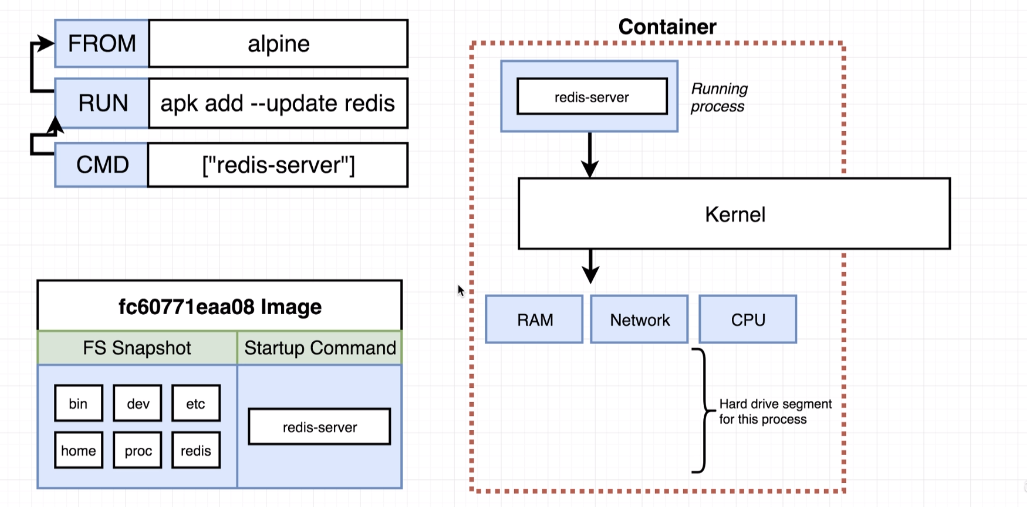 FROM alpine
RUN apk add --update redis
CMD ["redis-server"]
fc60771eaa08 Image
FS Snapshot Startup Command
bin dev etc
redis-server
home proc redis
Container
redis-server
Running
process
Kernel
RAM Network CPU
Hard drive segment
for this process